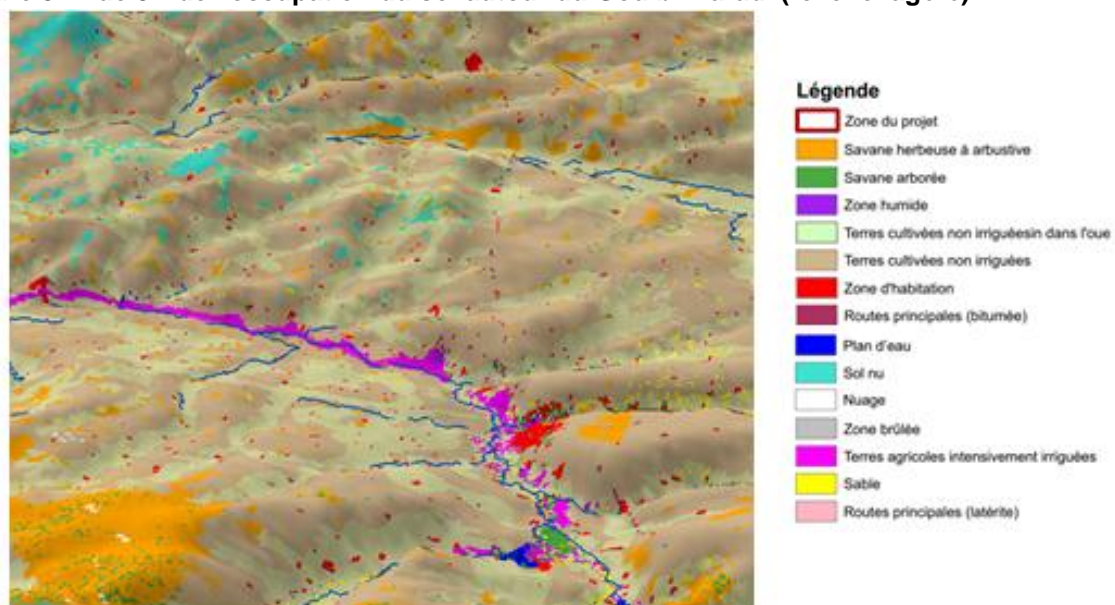 Légende
Zone du projet
Savane herbeuse à arbustive
Savane arborée
Zone humide
Terres cultivées non irriguéesin dans l'oue
Terres cultivées non irriguées
Zone d'habitation
Routes principales (bitumée)
Plan d'eau
Sol nu
Nuage
Zone brûlée
Terres agricoles intensivement irriguées
Sable
Routes principales (latérite)